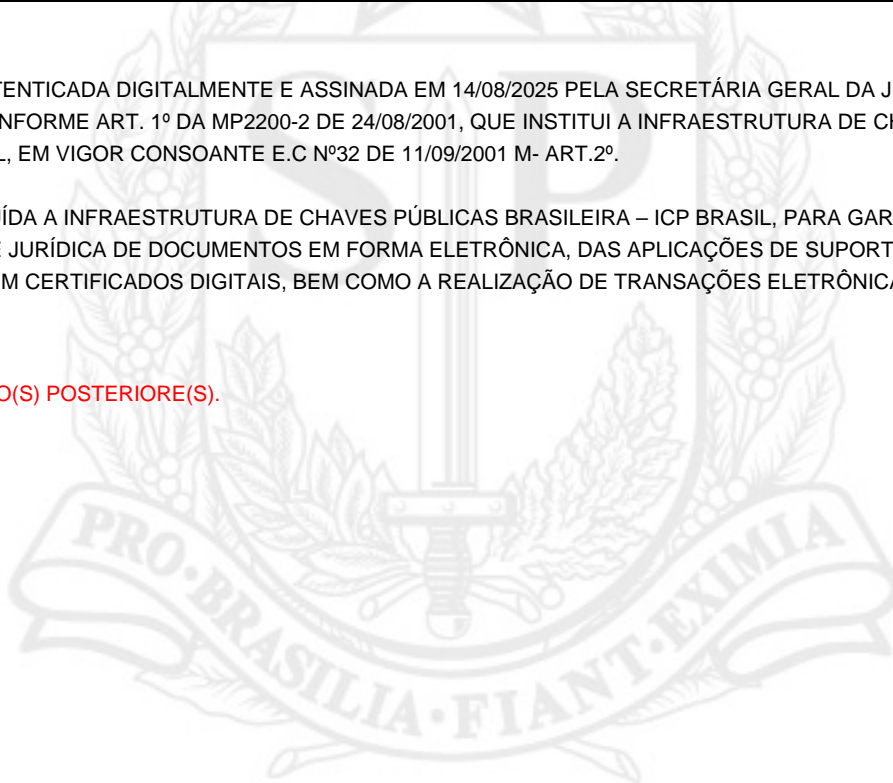 TENTICADA DIGITALMENTE E ASSINADA EM 14/08/2025 PELA SECRETÁRIA GERAL DA J
NFORME ART. 1º DA MP2200-2 DE 24/08/2001, QUE INSTITUI A INFRAESTRUTURA DE CH
L, EM VIGOR CONSOANTE E.C Nº32 DE 11/09/2001 M- ART.2º.
UÍDA A INFRAESTRUTURA DE CHAVES PÚBLICAS BRASILEIRA – ICP BRASIL, PARA GAR
E JURÍDICA DE DOCUMENTOS EM FORMA ELETRÔNICA, DAS APLICAÇÕES DE SUPORT
M CERTIFICADOS DIGITAIS, BEM COMO A REALIZAÇÃO DE TRANSAÇÕES ELETRÔNICA
O(S) POSTERIORE(S).
SP
PRO·BRASILIA·FIANT·EXIMIA